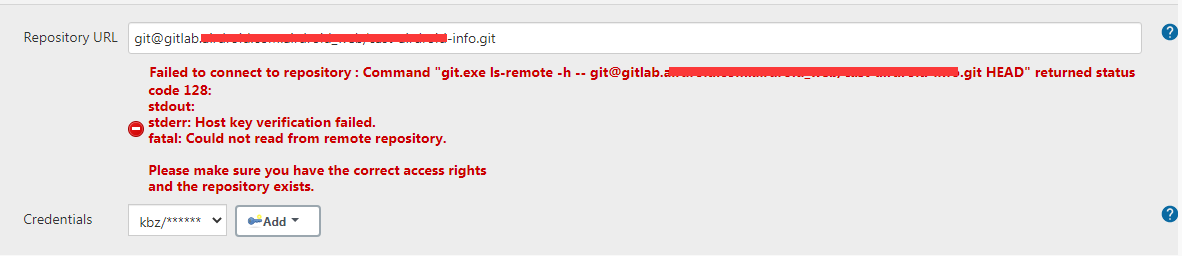 Repository URL
git@gitlab.-info.git
Failed to connect to repository : Command "git.exe ls-remote -h -- git@gitlab.a.git HEAD" returned status
code 128:
stdout:
stderr: Host key verification failed.
fatal: Could not read from remote repository.
Please make sure you have the correct access rights
and the repository exists.
Credentials
kbz/******
Add